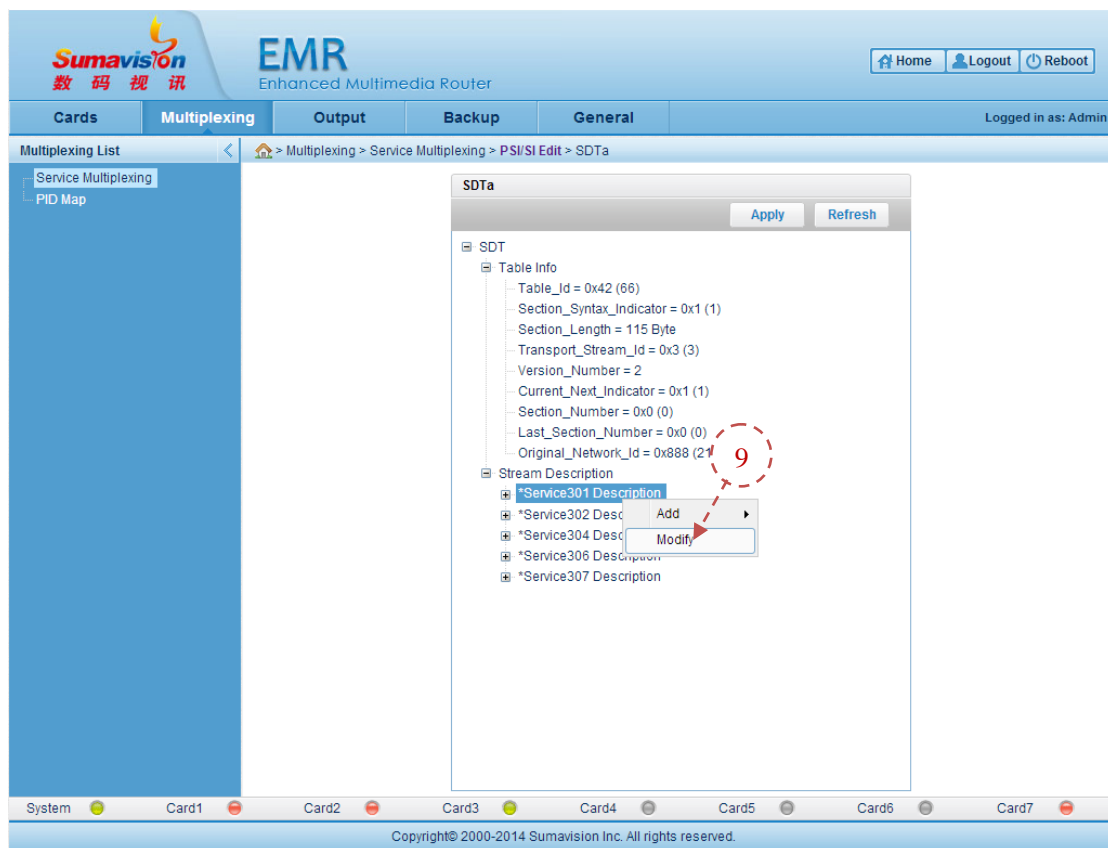 Sumavision
数码视讯
EMR
Enhanced Multimedia Router
Home Logout Reboot
Cards Multiplexing Output Backup General Logged in as: Admin
Multiplexing List
> Multiplexing > Service Multiplexing > PSI/SI Edit > SDTa
Service Multiplexing
PID Map
SDTa
Apply Refresh
SDT
Table Info
Table_Id = 0x42 (66)
Section_Syntax_Indicator = 0x1 (1)
Section_Length = 115 Byte
Transport_Stream_Id = 0x3 (3)
Version_Number = 2
Current_Next_Indicator = 0x1 (1)
Section_Number = 0x0 (0)
Last_Section_Number = 0x0 (0)
Original_Network_Id = 0x888 (21
9
Stream Description
*Service301 Description
*Service302 Desc
Add
*Service304 Desc
Modify
*Service306 Description
*Service307 Description
System Card1 Card2 Card3 Card4 Card5 Card6 Card7
Copyright© 2000-2014 Sumavision Inc. All rights reserved.